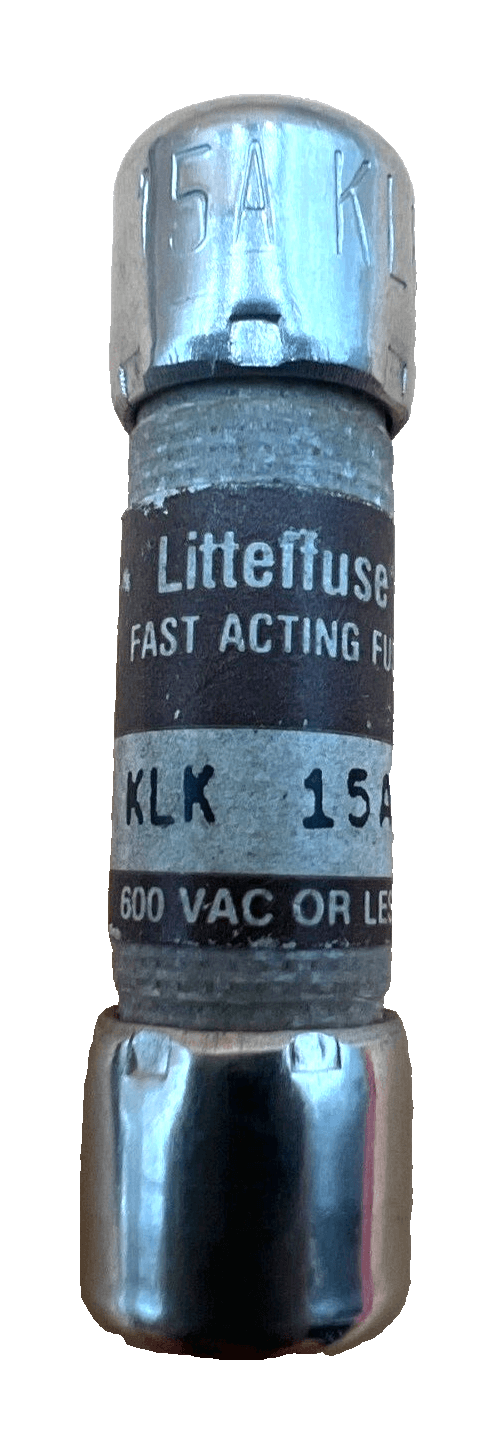 15A KL
Littelfuse
FAST ACTING FU
KLK 15A
600 VAC OR LES